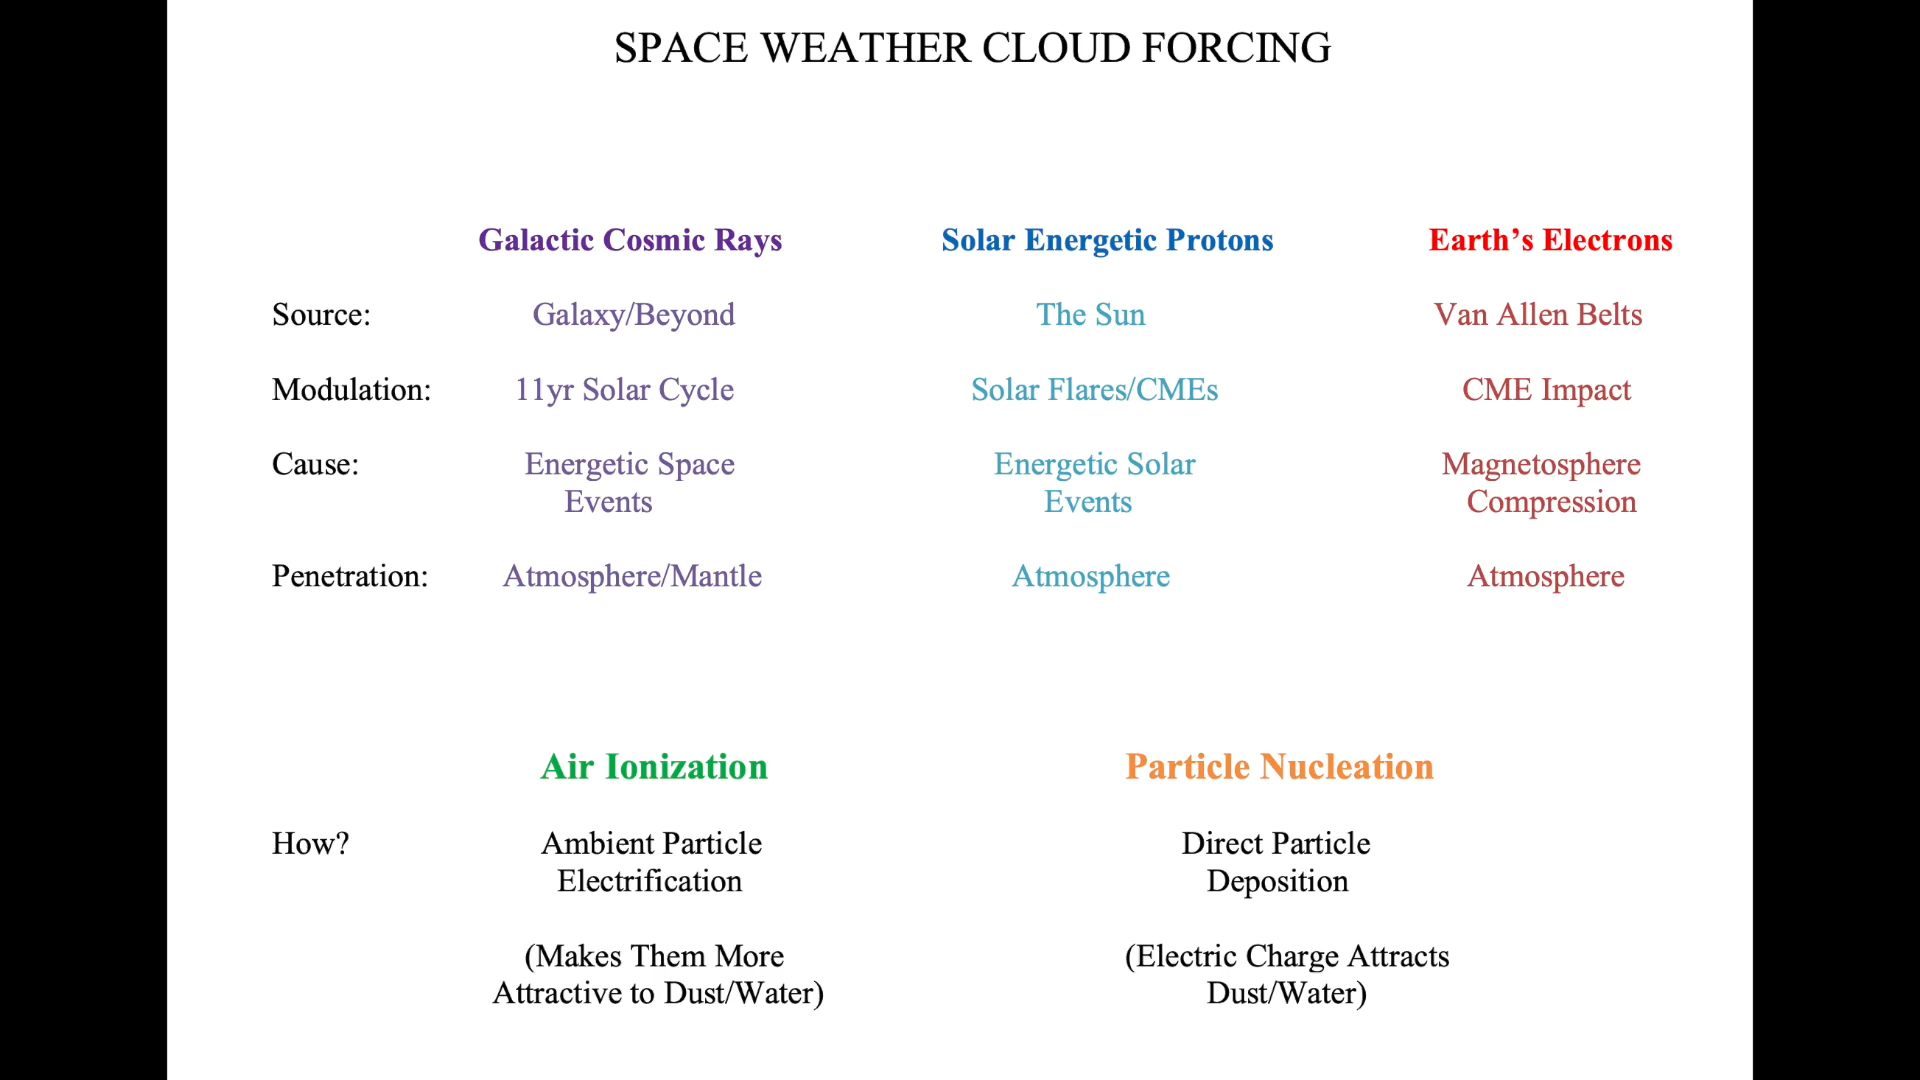 SPACE WEATHER CLOUD FORCING
Galactic Cosmic Rays Solar Energetic Protons Earth’s Electrons
Source: Galaxy/Beyond The Sun Van Allen Belts
Modulation: 11yr Solar Cycle Solar Flares/CMEs CME Impact
Cause: Energetic Space Energetic Solar Magnetosphere
Events Events Compression
Penetration: Atmosphere/Mantle Atmosphere Atmosphere
Air Ionization Particle Nucleation
How? Ambient Particle Direct Particle
Electrification Deposition
(Makes Them More (Electric Charge Attracts
Attractive to Dust/Water) Dust/Water)